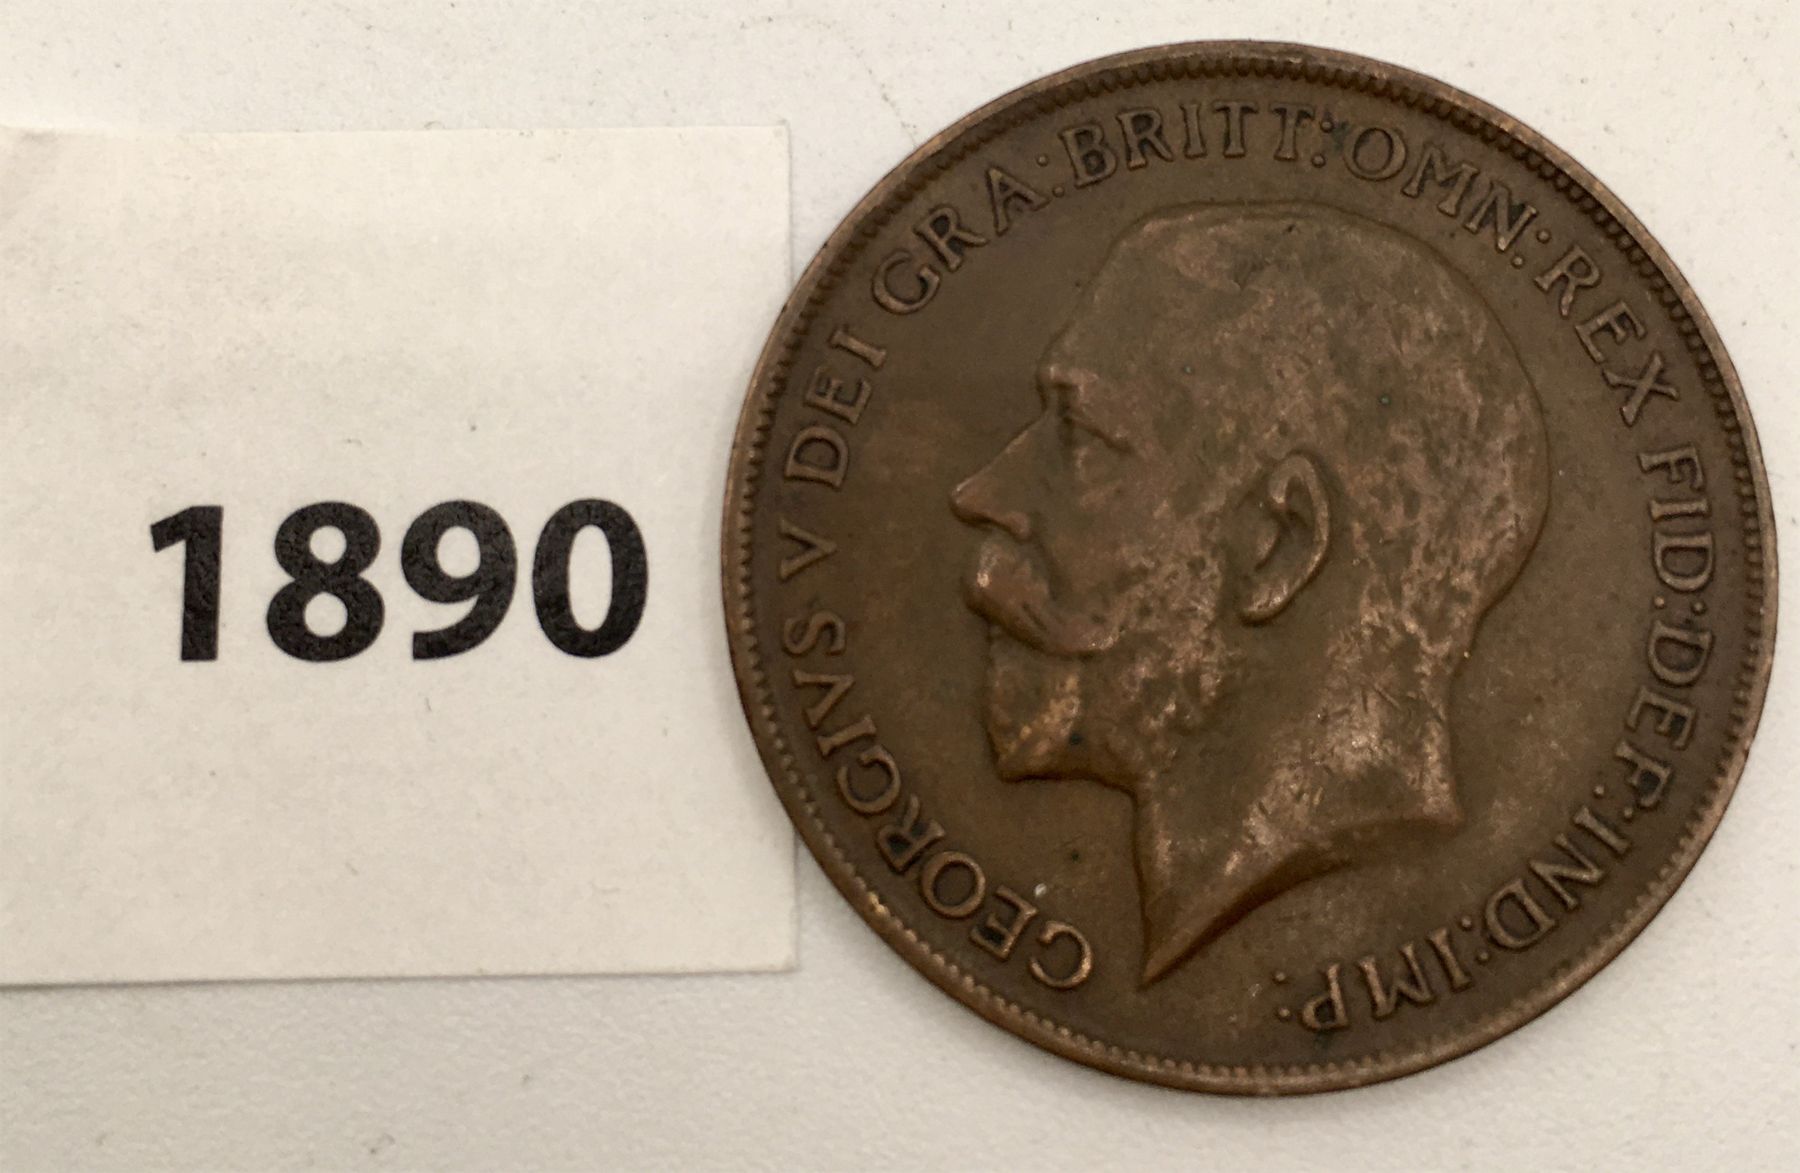 1890
GEORGIVS V DEI GRA: BRITT: OMN: REX FID: DEF: IND: IMP: